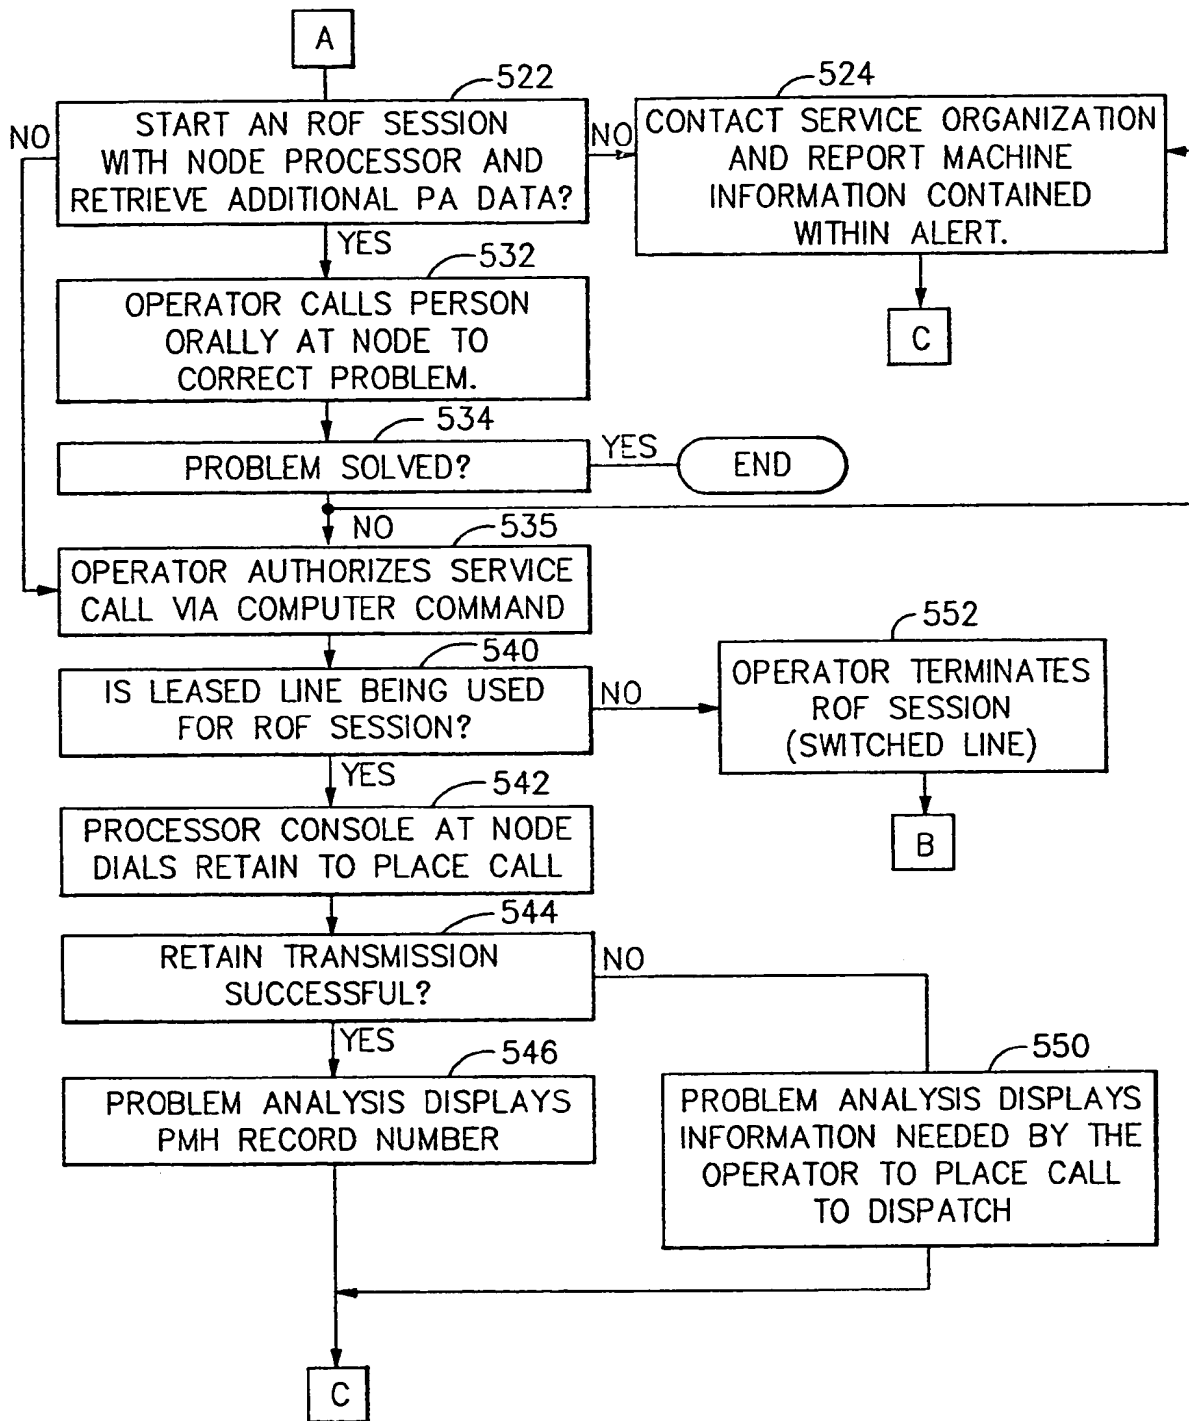 A
522
NO
START AN ROF SESSION
WITH NODE PROCESSOR AND
RETRIEVE ADDITIONAL PA DATA?
NO
524
CONTACT SERVICE ORGANIZATION
AND REPORT MACHINE
INFORMATION CONTAINED
WITHIN ALERT.
C
YES
532
OPERATOR CALLS PERSON
ORALLY AT NODE TO
CORRECT PROBLEM.
534
PROBLEM SOLVED?
YES
END
NO
535
OPERATOR AUTHORIZES SERVICE
CALL VIA COMPUTER COMMAND
540
IS LEASED LINE BEING USED
FOR ROF SESSION?
NO
552
OPERATOR TERMINATES
ROF SESSION
(SWITCHED LINE)
B
YES
542
PROCESSOR CONSOLE AT NODE
DIALS RETAIN TO PLACE CALL
544
RETAIN TRANSMISSION
SUCCESSFUL?
NO
YES
546
PROBLEM ANALYSIS DISPLAYS
PMH RECORD NUMBER
550
PROBLEM ANALYSIS DISPLAYS
INFORMATION NEEDED BY THE
OPERATOR TO PLACE CALL
TO DISPATCH
C